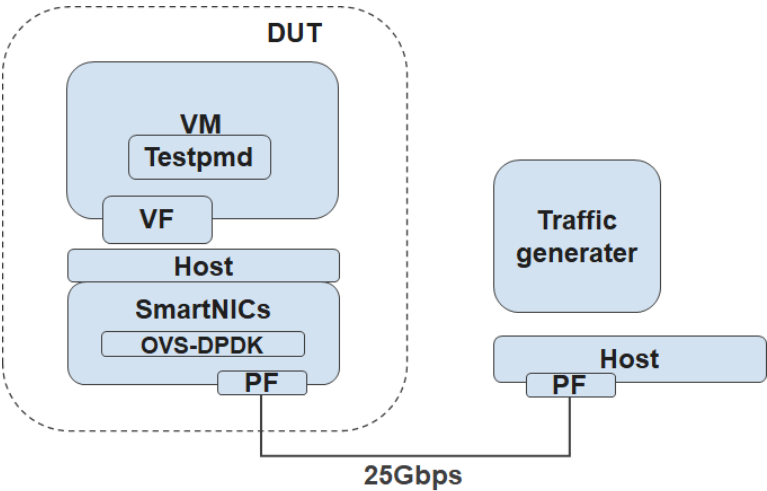 DUT
VM
Testpmd
VF
Host
SmartNICs
OVS-DPDK
PF
Traffic
generater
Host
PF
25Gbps